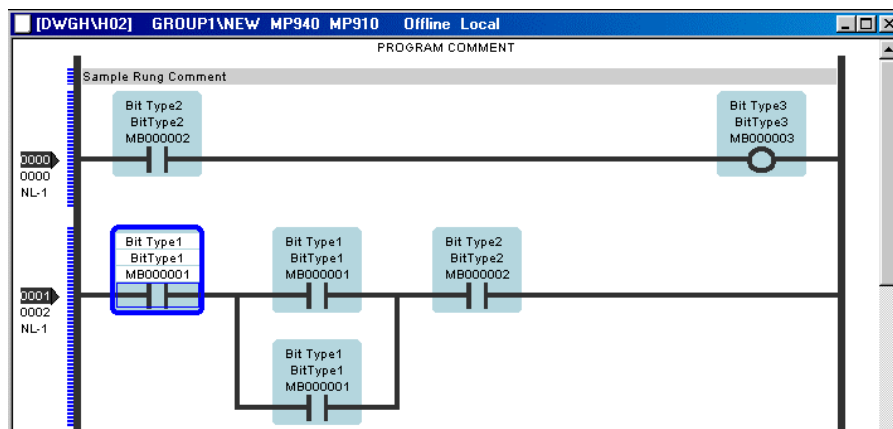 [DWGH\H02] GROUP1\NEW MP940 MP910 Offline Local
PROGRAM COMMENT
Sample Rung Comment
Bit Type2
BitType2
MB000002
Bit Type3
BitType3
MB000003
0000
0000
NL-1
Bit Type1
BitType1
MB000001
Bit Type1
BitType1
MB000001
Bit Type2
BitType2
MB000002
0001
0002
NL-1
Bit Type1
BitType1
MB000001